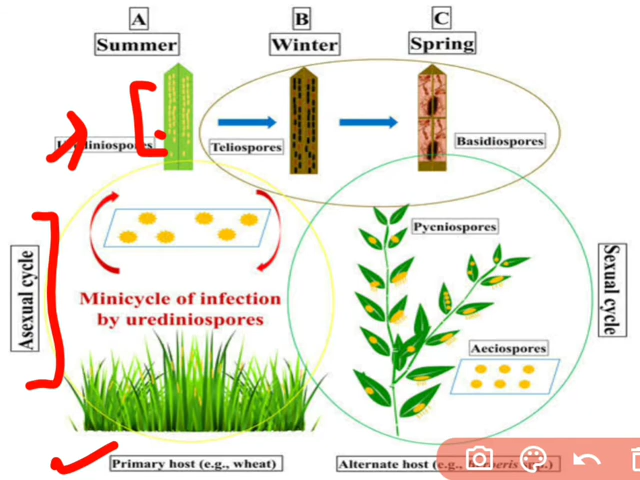 A
B
C
Summer
Winter
Spring
Urediniospores
Teliospores
Basidiospores
Pycniospores
Asexual cycle
Minicycle of infection
by urediniospores
Sexual cycle
Aeciospores
Primary host (e.g., wheat)
Alternate host (e.g.,